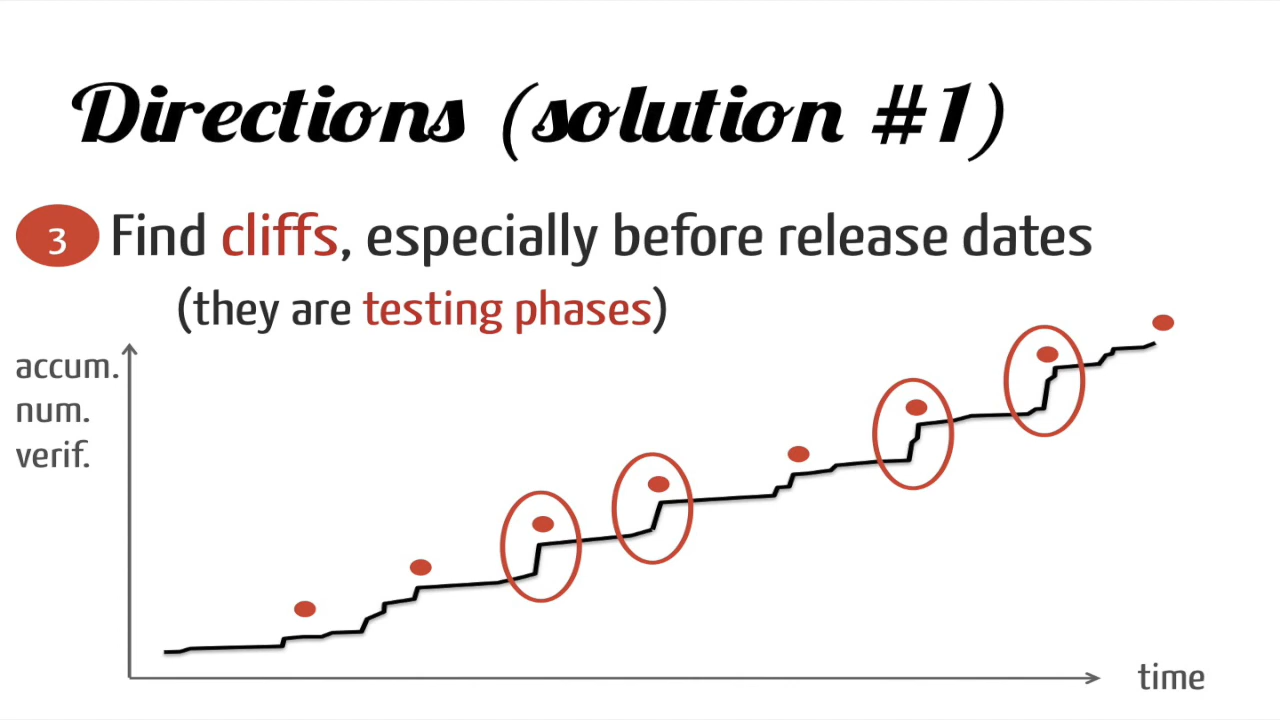 Directions (solution #1)
3 Find cliffs, especially before release dates
(they are testing phases)
accum.
num.
verif.
time